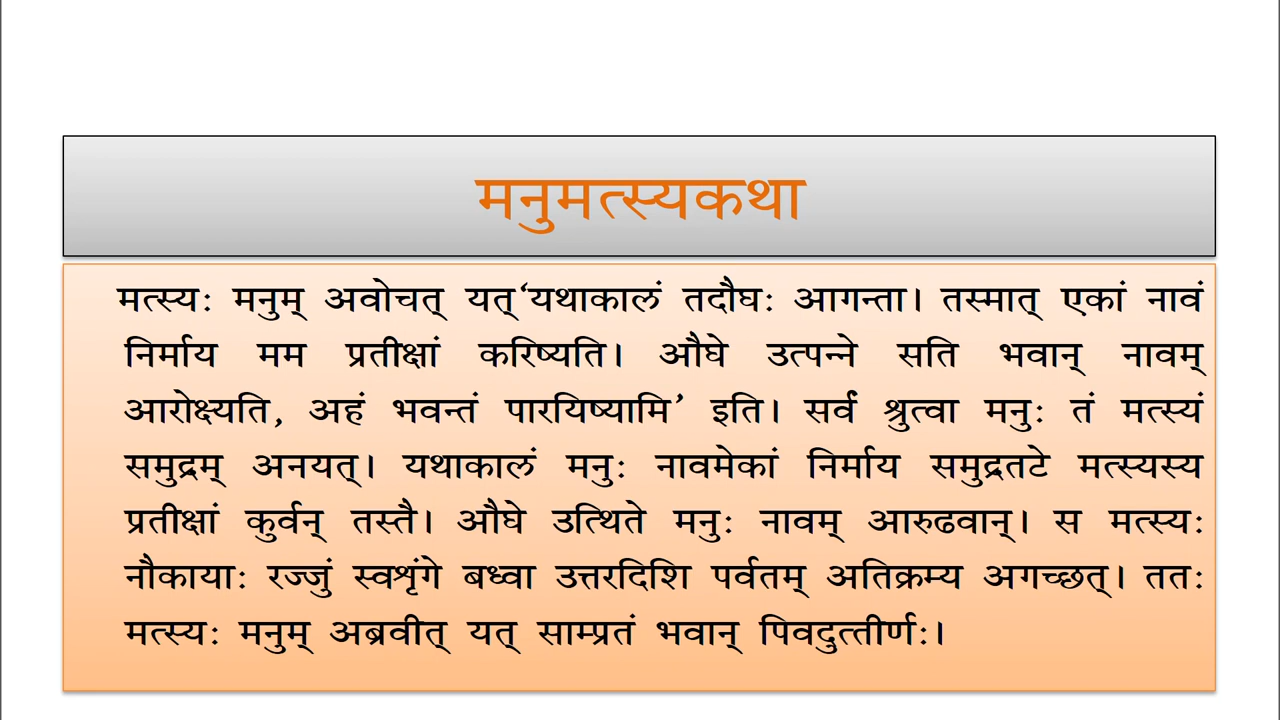 मनुमत्स्यकथा
मत्स्यः मनुम् अवोचत् यत्‘यथाकालं तदौघः आगन्ता। तस्मात् एकां नावं
निर्माय मम प्रतीक्षां करिष्यति। औघे उत्पन्ने सति भवान् नावम्
आरोक्ष्यति, अहं भवन्तं पारयिष्यामि’ इति। सर्वं श्रुत्वा मनुः तं मत्स्यं
समुद्रम् अनयत्। यथाकालं मनुः नावमेकां निर्माय समुद्रतटे मत्स्यस्य
प्रतीक्षां कुर्वन् तस्तै। औघे उत्थिते मनुः नावम् आरुढवान्। स मत्स्यः
नौकायाः रज्जुं स्वशृंगे बध्वा उत्तरदिशि पर्वतम् अतिक्रम्य अगच्छत्। ततः
मत्स्यः मनुम् अब्रवीत् यत् साम्प्रतं भवान् पिवदुत्तीर्णः।